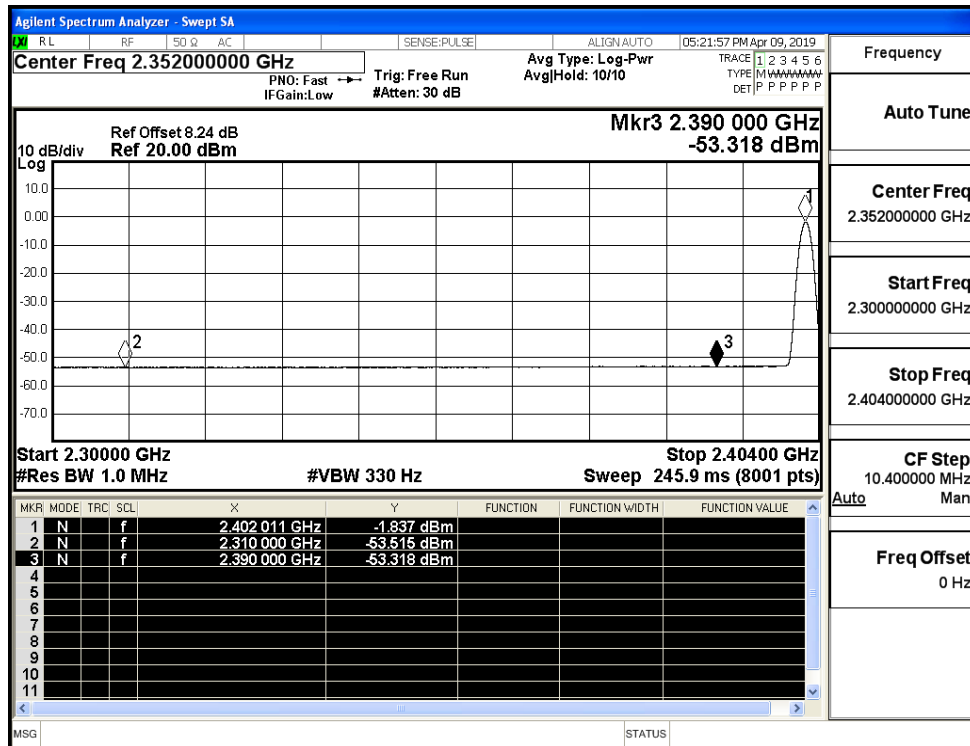 Agilent Spectrum Analyzer - Swept SA
LXI RL RF 50 Ω AC SENSE:PULSE ALIGN AUTO 05:21:57 PM Apr 09, 2019
Center Freq 2.352000000 GHz
PNO: Fast
IFGain:Low
Trig: Free Run
#Atten: 30 dB
Avg Type: Log-Pwr
Avg|Hold: 10/10
TRACE 1 2 3 4 5 6
TYPE M WWWWW
DET P P P P P P
Mkr3 2.390 000 GHz
-53.318 dBm
Ref Offset 8.24 dB
10 dB/div Ref 20.00 dBm
Log
10.0
0.00
-10.0
-20.0
-30.0
-40.0
-50.0
-60.0
-70.0
1
2
3
Start 2.30000 GHz Stop 2.40400 GHz
#Res BW 1.0 MHz #VBW 330 Hz Sweep 245.9 ms (8001 pts)
MKR MODE TRC SCL X Y FUNCTION FUNCTION WIDTH FUNCTION VALUE
1 N f 2.402 011 GHz -1.837 dBm
2 N f 2.310 000 GHz -53.515 dBm
3 N f 2.390 000 GHz -53.318 dBm
4
5
6
7
8
9
10
11
MSG STATUS
Frequency
Auto Tune
Center Freq
2.352000000 GHz
Start Freq
2.300000000 GHz
Stop Freq
2.404000000 GHz
CF Step
10.400000 MHz
Auto Man
Freq Offset
0 Hz